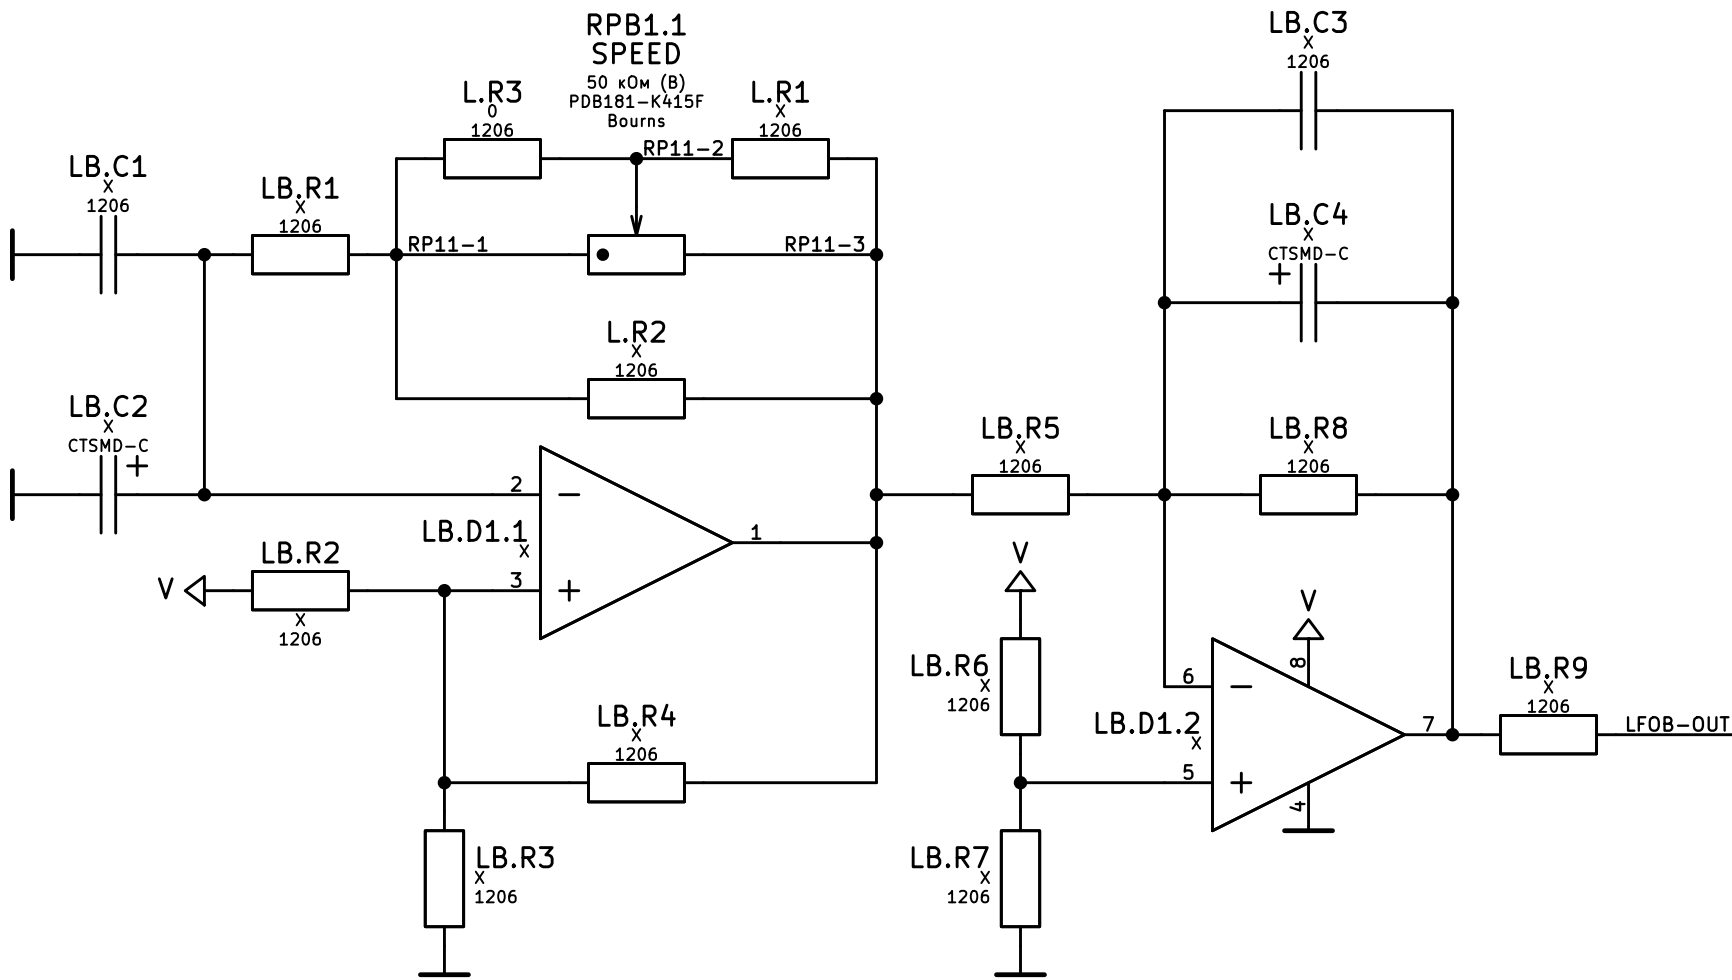 RPB1.1
SPEED
50 кОм (B)
PDB181-K415F
Bourns
L.R3
0
1206
L.R1
X
1206
RP11-2
LB.C3
X
1206
LB.C1
X
1206
LB.R1
X
1206
RP11-1
RP11-3
LB.C4
X
CTSMD-C
+
L.R2
X
1206
LB.C2
X
CTSMD-C
+
2
−
LB.D1.1
X
1
3
+
LB.R5
X
1206
LB.R8
X
1206
LB.R2
X
1206
V
V
V
LB.R4
X
1206
LB.R6
X
1206
8
6
−
LB.D1.2
X
7
5
+
4
LB.R9
X
1206
LFOB-OUT
LB.R3
X
1206
LB.R7
X
1206